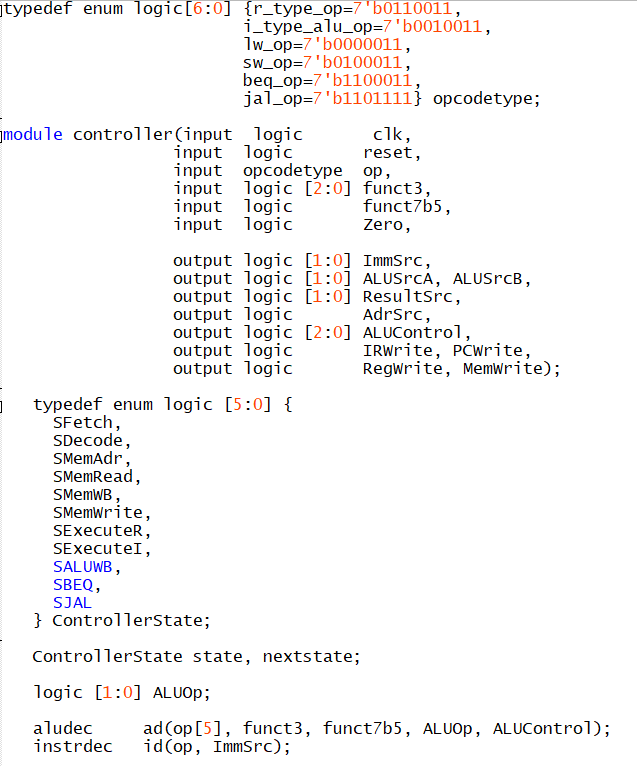 typedef enum logic[6:0] {r_type_op=7'b0110011,
i_type_alu_op=7'b0010011,
lw_op=7'b0000011,
sw_op=7'b0100011,
beq_op=7'b1100011,
jal_op=7'b1101111} opcodetype;
module controller(input  logic       clk,
input  logic       reset,
input  opcodetype  op,
input  logic [2:0] funct3,
input  logic       funct7b5,
input  logic       Zero,
output logic [1:0] ImmSrc,
output logic [1:0] ALUSrcA, ALUSrcB,
output logic [1:0] ResultSrc,
output logic       AdrSrc,
output logic [2:0] ALUControl,
output logic       IRWrite, PCWrite,
output logic       RegWrite, MemWrite);
typedef enum logic [5:0] {
SFetch,
SDecode,
SMemAdr,
SMemRead,
SMemWB,
SMemWrite,
SExecuteR,
SExecuteI,
SALUWB,
SBEQ,
SJAL
} ControllerState;
ControllerState state, nextstate;
logic [1:0] ALUOp;
aludec     ad(op[5], funct3, funct7b5, ALUOp, ALUControl);
instrdec   id(op, ImmSrc);